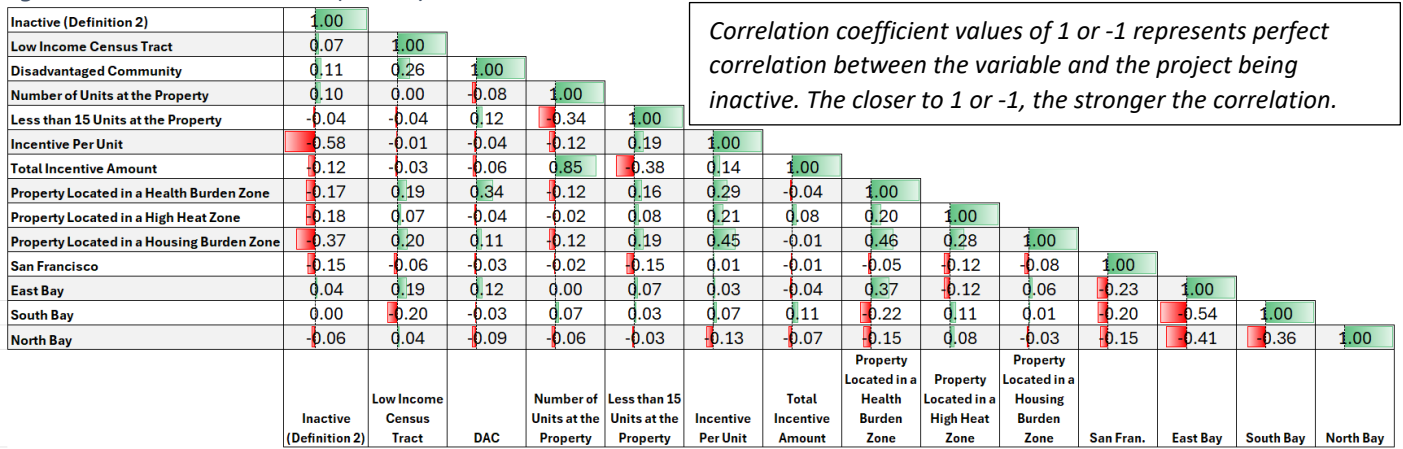 Correlation coefficient values of 1 or -1 represents perfect
correlation between the variable and the project being
inactive. The closer to 1 or -1, the stronger the correlation.
Inactive (Definition 2) 1.00
Low Income Census Tract 0.07 1.00
Disadvantaged Community 0.11 0.26 1.00
Number of Units at the Property 0.10 0.00 -0.08 1.00
Less than 15 Units at the Property -0.04 -0.04 0.12 -0.34 1.00
Incentive Per Unit -0.58 -0.01 -0.04 -0.12 0.19 1.00
Total Incentive Amount -0.12 -0.03 -0.06 0.85 -0.38 0.14 1.00
Property Located in a Health Burden Zone -0.17 0.19 0.34 -0.12 0.16 0.29 -0.04 1.00
Property Located in a High Heat Zone -0.18 0.07 -0.04 -0.02 0.08 0.21 0.08 0.20 1.00
Property Located in a Housing Burden Zone -0.37 0.20 0.11 -0.12 0.19 0.45 -0.01 0.46 0.28 1.00
San Francisco -0.15 -0.06 -0.03 -0.02 -0.15 0.01 -0.01 -0.05 -0.12 -0.08 1.00
East Bay 0.04 0.19 0.12 0.00 0.07 0.03 -0.04 0.37 -0.12 0.06 -0.23 1.00
South Bay 0.00 -0.20 -0.03 0.07 0.03 0.07 0.11 -0.22 0.11 0.01 -0.20 -0.54 1.00
North Bay -0.06 0.04 -0.09 -0.06 -0.03 -0.13 -0.07 -0.15 0.08 -0.03 -0.15 -0.41 -0.36 1.00
Inactive
(Definition 2)
Low Income
Census
Tract
DAC
Number of
Units at the
Property
Less than 15
Units at the
Property
Incentive
Per Unit
Total
Incentive
Amount
Property
Located in a
Health
Burden
Zone
Property
Located in a
High Heat
Zone
Property
Located in a
Housing
Burden
Zone
San Fran.
East Bay
South Bay
North Bay